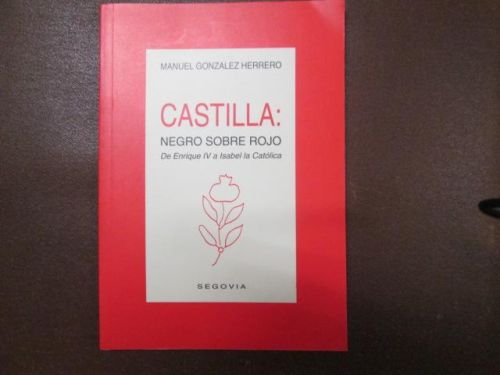 MANUEL GONZALEZ HERRERO
CASTILLA:
NEGRO SOBRE ROJO
De Enrique IV a Isabel la Católica
SEGOVIA